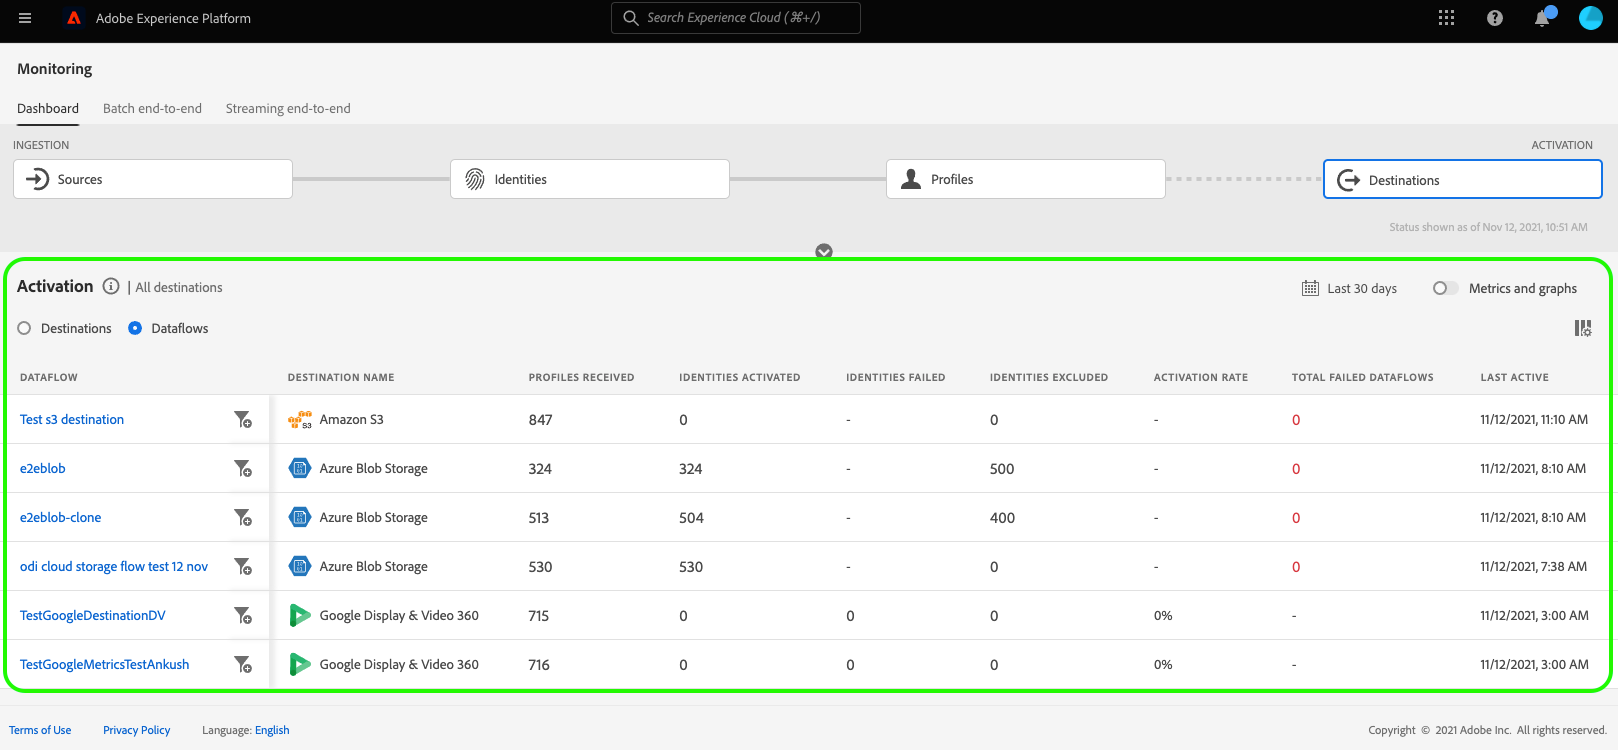 Adobe Experience Platform
Search Experience Cloud (⌘+/)
Monitoring
Dashboard Batch end-to-end Streaming end-to-end
INGESTION ACTIVATION
Sources Identities Profiles Destinations
Status shown as of Nov 12, 2021, 10:51 AM
Activation | All destinations Last 30 days Metrics and graphs
Destinations Dataflows
DATAFLOW DESTINATION NAME PROFILES RECEIVED IDENTITIES ACTIVATED IDENTITIES FAILED IDENTITIES EXCLUDED ACTIVATION RATE TOTAL FAILED DATAFLOWS LAST ACTIVE
Test s3 destination S3 Amazon S3 847 0 - 0 - 0 11/12/2021, 11:10 AM
e2eblob Azure Blob Storage 324 324 - 500 - 0 11/12/2021, 8:10 AM
e2eblob-clone Azure Blob Storage 513 504 - 400 - 0 11/12/2021, 8:10 AM
odi cloud storage flow test 12 nov Azure Blob Storage 530 530 - 0 - 0 11/12/2021, 7:38 AM
TestGoogleDestinationDV Google Display & Video 360 715 0 0 0 0% - 11/12/2021, 3:00 AM
TestGoogleMetricsTestAnkush Google Display & Video 360 716 0 0 0 0% - 11/12/2021, 3:00 AM
Terms of Use Privacy Policy Language: English Copyright © 2021 Adobe Inc. All rights reserved.